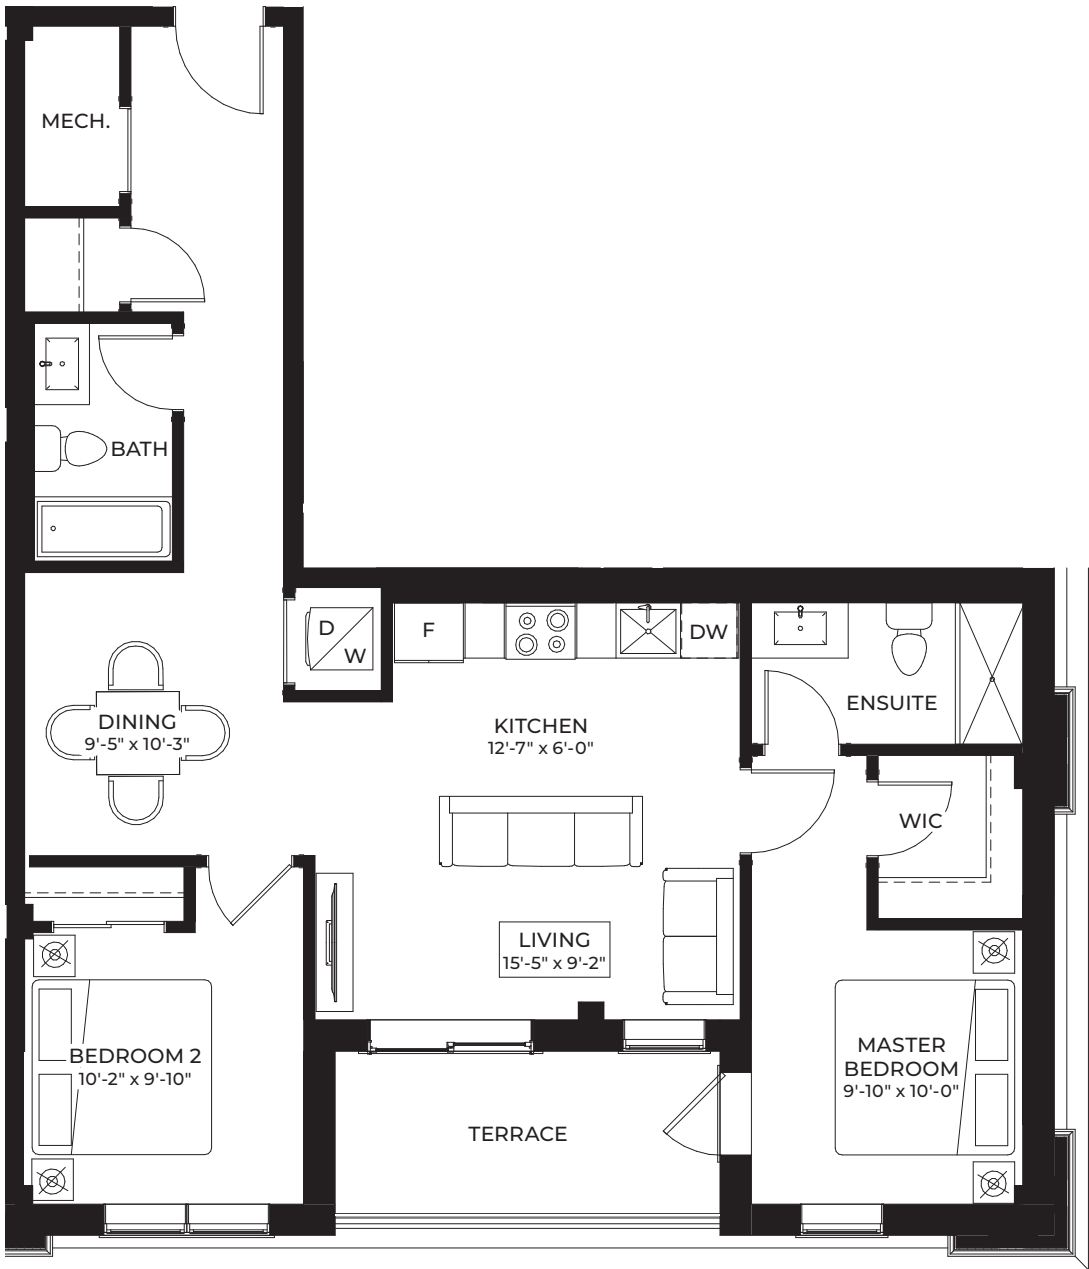 MECH.
BATH
D
W
F
DW
ENSUITE
DINING
9'-5" x 10'-3"
KITCHEN
12'-7" x 6'-0"
WIC
LIVING
15'-5" x 9'-2"
BEDROOM 2
10'-2" x 9'-10"
MASTER
BEDROOM
9'-10" x 10'-0"
TERRACE